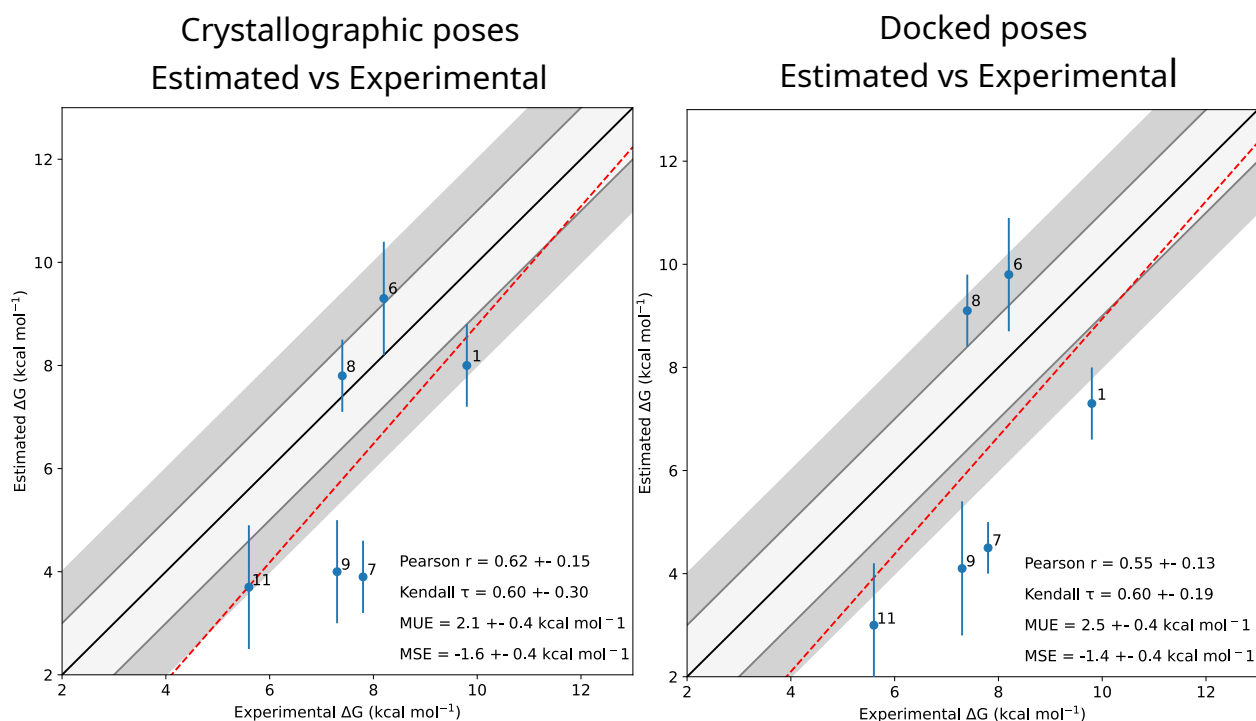 Crystallographic poses
Estimated vs Experimental
12
10
8
6
4
2
Estimated ΔG (kcal mol⁻¹)
6
8
1
11
9
7
Pearson r = 0.62 +- 0.15
Kendall τ = 0.60 +- 0.30
MUE = 2.1 +- 0.4 kcal mol⁻¹
MSE = -1.6 +- 0.4 kcal mol⁻¹
2 4 6 8 10 12
Experimental ΔG (kcal mol⁻¹)
Docked poses
Estimated vs Experimental
12
10
8
6
4
2
Estimated ΔG (kcal mol⁻¹)
6
8
1
7
9
11
Pearson r = 0.55 +- 0.13
Kendall τ = 0.60 +- 0.19
MUE = 2.5 +- 0.4 kcal mol⁻¹
MSE = -1.4 +- 0.4 kcal mol⁻¹
2 4 6 8 10 12
Experimental ΔG (kcal mol⁻¹)